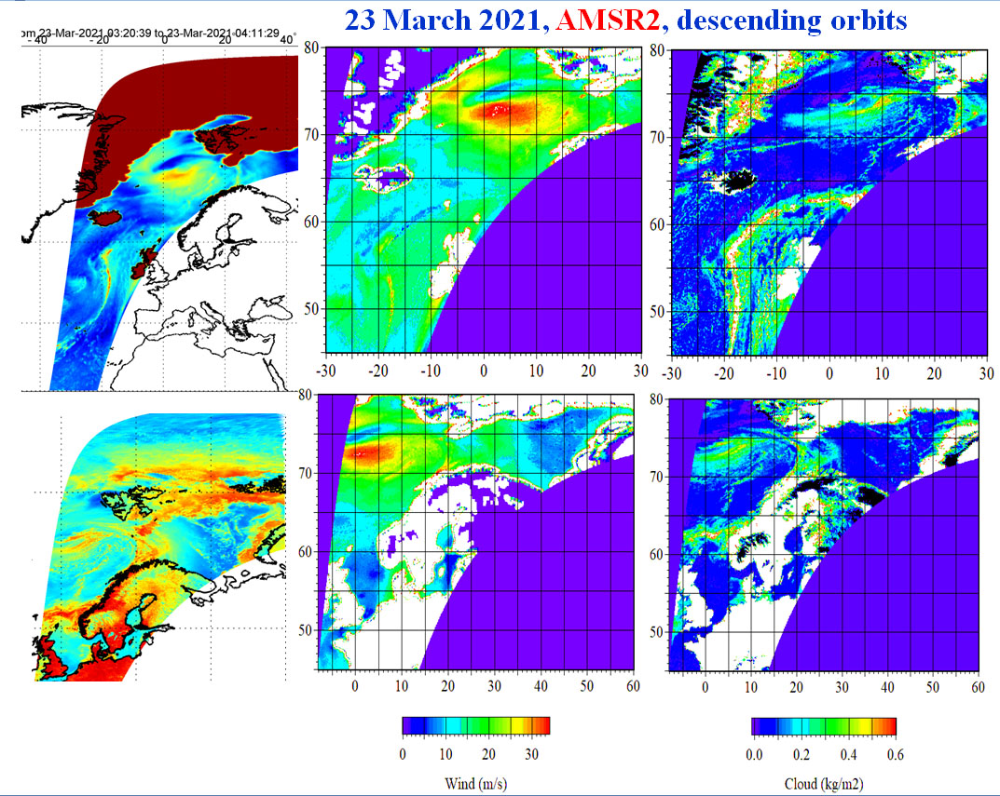 23 March 2021, AMSR2, descending orbits
om 23-Mar-2021 03:20:39 to 23-Mar-2021-04:11:29
-40 -20 0 20 40°
80
70
60
50
-30 -20 -10 0 10 20 30
80
70
60
50
-30 -20 -10 0 10 20 30
80
70
60
50
0 10 20 30 40 50 60
80
70
60
50
0 10 20 30 40 50 60
0 10 20 30
Wind (m/s)
0.0 0.2 0.4 0.6
Cloud (kg/m2)